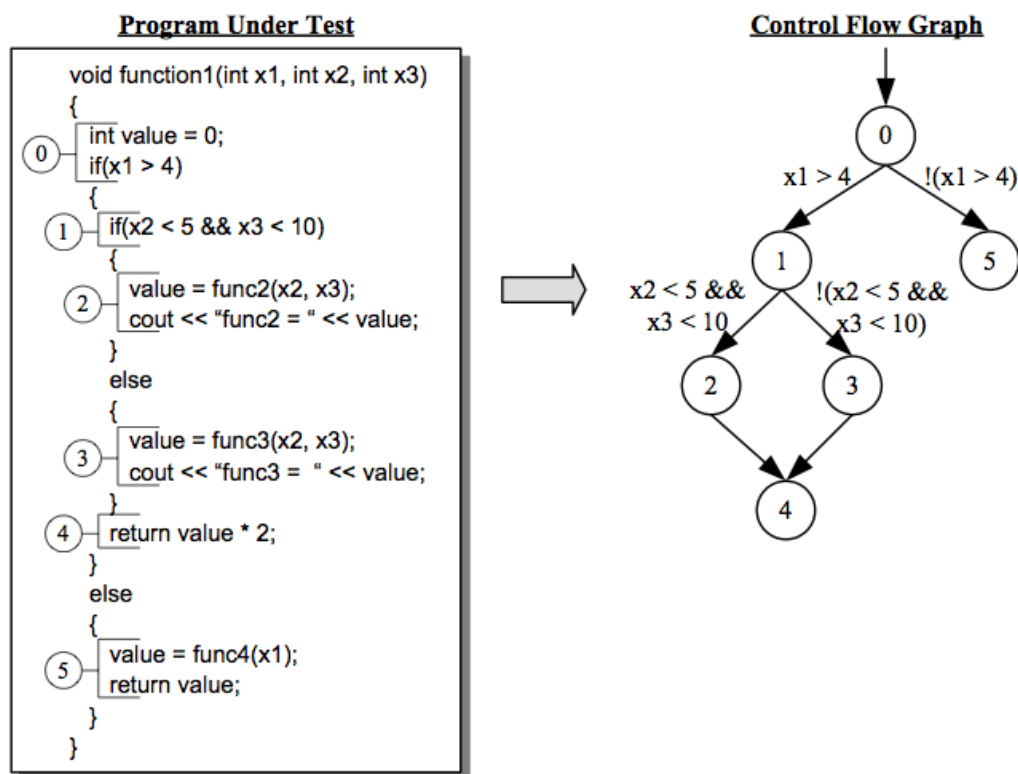 Program Under Test
void function1(int x1, int x2, int x3)
{
0
int value = 0;
if(x1 > 4)
{
1
if(x2 < 5 && x3 < 10)
{
2
value = func2(x2, x3);
cout << “func2 = “ << value;
}
else
{
3
value = func3(x2, x3);
cout << “func3 =  “ << value;
}
4
return value * 2;
}
else
{
5
value = func4(x1);
return value;
}
}
Control Flow Graph
0
x1 > 4
!(x1 > 4)
1
5
x2 < 5 &&
x3 < 10
!(x2 < 5 &&
x3 < 10)
2
3
4